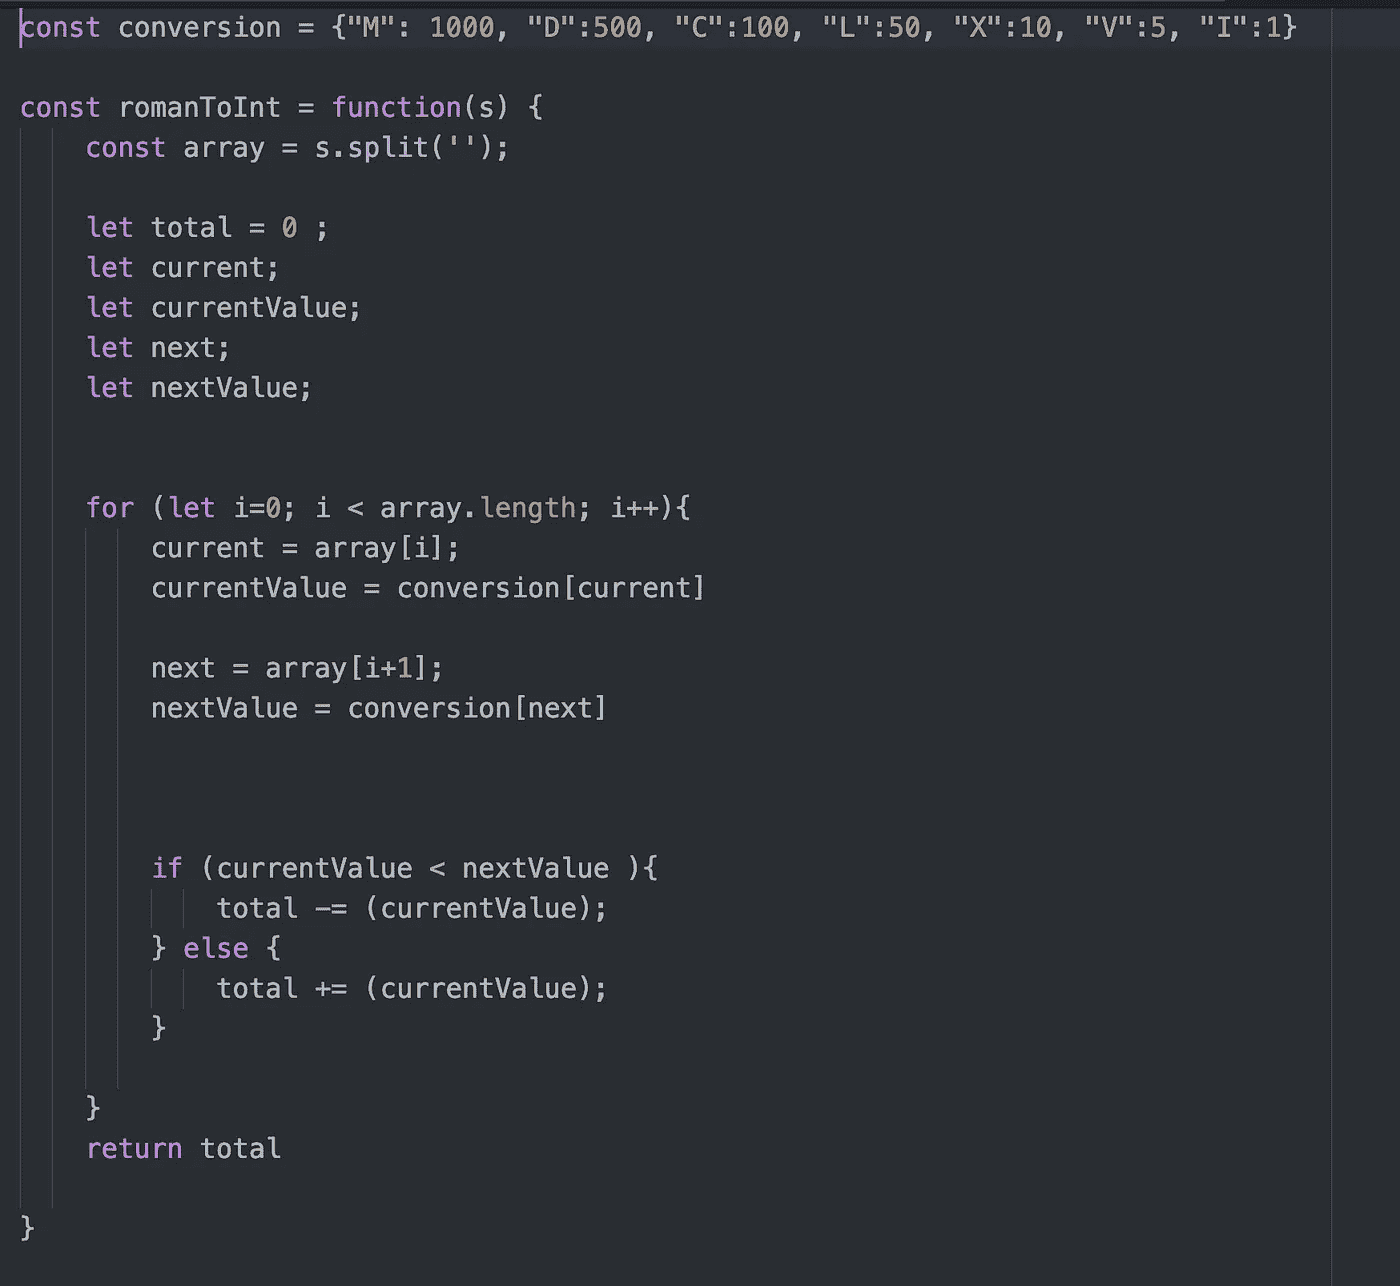 const conversion = {"M": 1000, "D":500, "C":100, "L":50, "X":10, "V":5, "I":1}
const romanToInt = function(s) {
const array = s.split('');
let total = 0 ;
let current;
let currentValue;
let next;
let nextValue;
for (let i=0; i < array.length; i++){
current = array[i];
currentValue = conversion[current]
next = array[i+1];
nextValue = conversion[next]
if (currentValue < nextValue ){
total -= (currentValue);
} else {
total += (currentValue);
}
}
return total
}